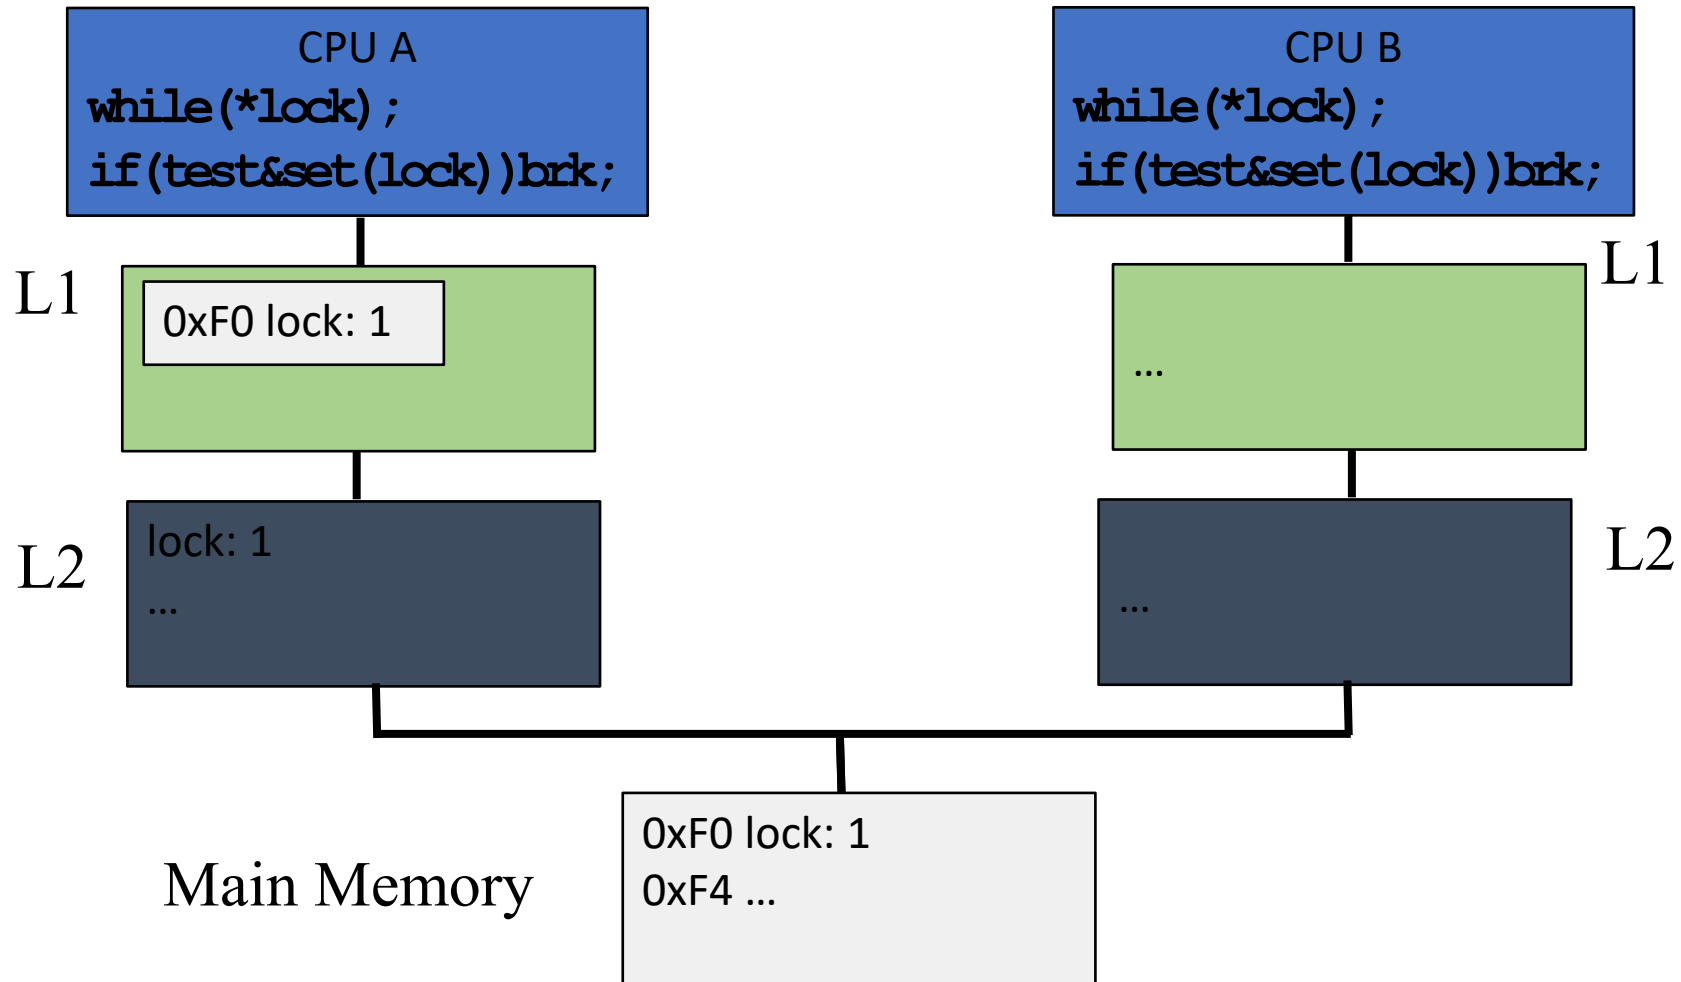 CPU A
while(*lock);
if(test&set(lock))brk;
CPU B
while(*lock);
if(test&set(lock))brk;
L1
0xF0 lock: 1
L1
…
L2
lock: 1
…
L2
…
Main Memory
0xF0 lock: 1
0xF4 …